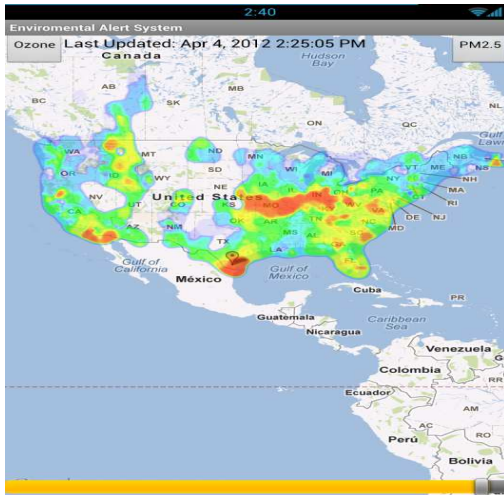 2:40
Enviromental Alert System
Ozone
Last Updated: Apr 4, 2012 2:25:05 PM
PM2.5
Canada
Hudson
Bay
AB
MB
BC
SK
ON
QC
NL
Gulf
WA
MT
ND
MN
NB
NS
OR
ID
SD
WI
MI
VT
ME
WY
NY
NH
NE
IA
IL
IN
OH
PA
CT
MA
NV
UT
CO
United States
KS
MO
WV
VA
RI
CA
DE
NJ
MD
AZ
NM
OK
AR
TN
NC
SC
TX
MS
AL
GA
LA
FL
Gulf of
California
Gulf of
Mexico
México
Cuba
PR
Guatemala
Caribbean
Sea
Nicaragua
Venezuela
G
Colombia
RR
Ecuador
AM
AC
RO
Perú
Bolivia